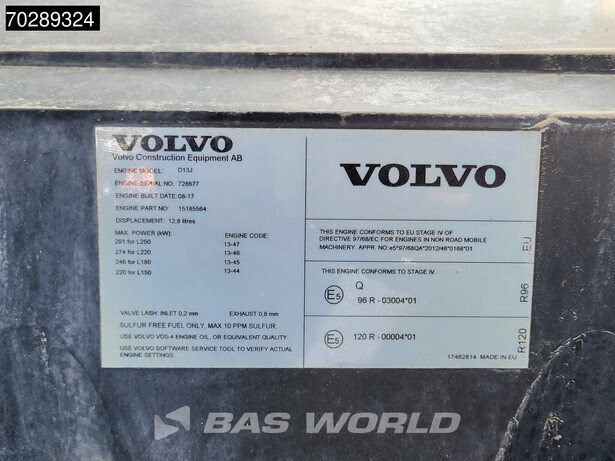 70289324
VOLVO
Volvo Construction Equipment AB
ENGINE MODEL: D13J
ENGINE SERIAL NO: 728677
ENGINE BUILT DATE: 08-17
ENGINE PART NO: 15185564
DISPLACEMENT: 12,8 litres
MAX. POWER (kW): ENGINE CODE:
291 for L250 13-47
274 for L220 13-46
246 for L180 13-45
220 for L150 13-44
VALVE LASH: INLET 0,2 mm EXHAUST 0,8 mm
SULFUR FREE FUEL ONLY, MAX 10 PPM SULFUR.
USE VOLVO VDS-4 ENGINE OIL, OR EQUIVALENT QUALITY.
USE VOLVO SOFTWARE SERVICE TOOL TO VERIFY ACTUAL
ENGINE SETTINGS.
VOLVO
THIS ENGINE CONFORMS TO EU STAGE IV OF
DIRECTIVE 97/68/EC FOR ENGINES IN NON ROAD MOBILE
MACHINERY. APPR. NO e5*97/68QA*2012/46*0168*01
EU
THIS ENGINE CONFORMS TO STAGE IV.
E5 Q
96 R - 03004*01
R96
E5 120 R - 00004*01
R120
17482814 MADE IN EU
BAS WORLD